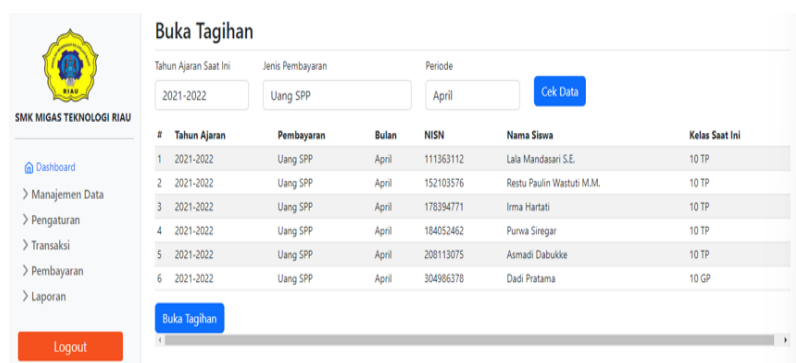 RIAU
SMK MIGAS TEKNOLOGI RIAU
Dashboard
Manajemen Data
Pengaturan
Transaksi
Pembayaran
Laporan
Logout
Buka Tagihan
Tahun Ajaran Saat Ini Jenis Pembayaran Periode
2021-2022 Uang SPP April Cek Data
# Tahun Ajaran Pembayaran Bulan NISN Nama Siswa Kelas Saat Ini
1 2021-2022 Uang SPP April 111363112 Lala Mandasari S.E. 10 TP
2 2021-2022 Uang SPP April 152103576 Restu Paulin Wastuti M.M. 10 TP
3 2021-2022 Uang SPP April 178394771 Irma Hartati 10 TP
4 2021-2022 Uang SPP April 184052462 Purwa Siregar 10 TP
5 2021-2022 Uang SPP April 208113075 Asmadi Dabukke 10 TP
6 2021-2022 Uang SPP April 304986378 Dadi Pratama 10 GP
Buka Tagihan